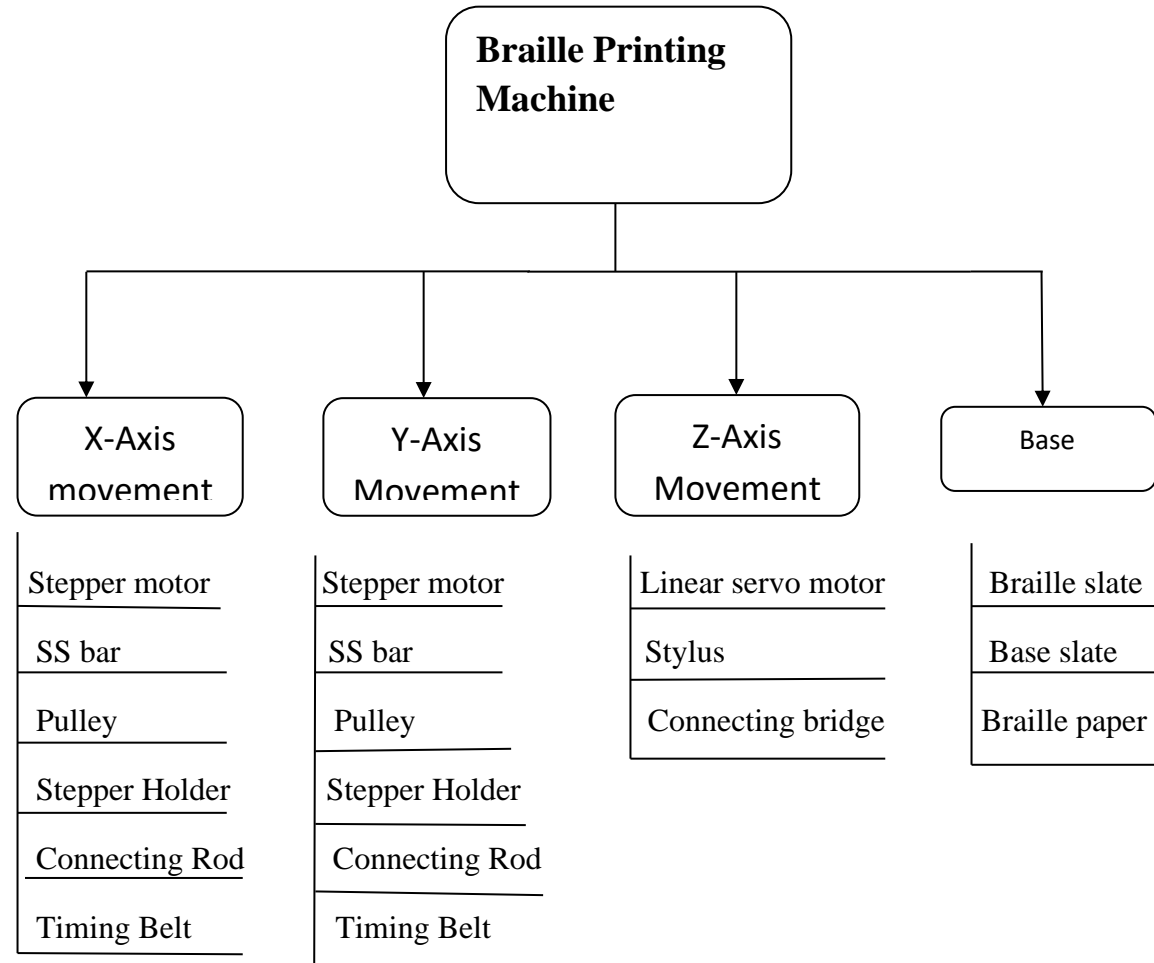 Braille Printing
Machine
X-Axis
movement
Y-Axis
Movement
Z-Axis
Movement
Base
Stepper motor
SS bar
Pulley
Stepper Holder
Connecting Rod
Timing Belt
Stepper motor
SS bar
Pulley
Stepper Holder
Connecting Rod
Timing Belt
Linear servo motor
Stylus
Connecting bridge
Braille slate
Base slate
Braille paper